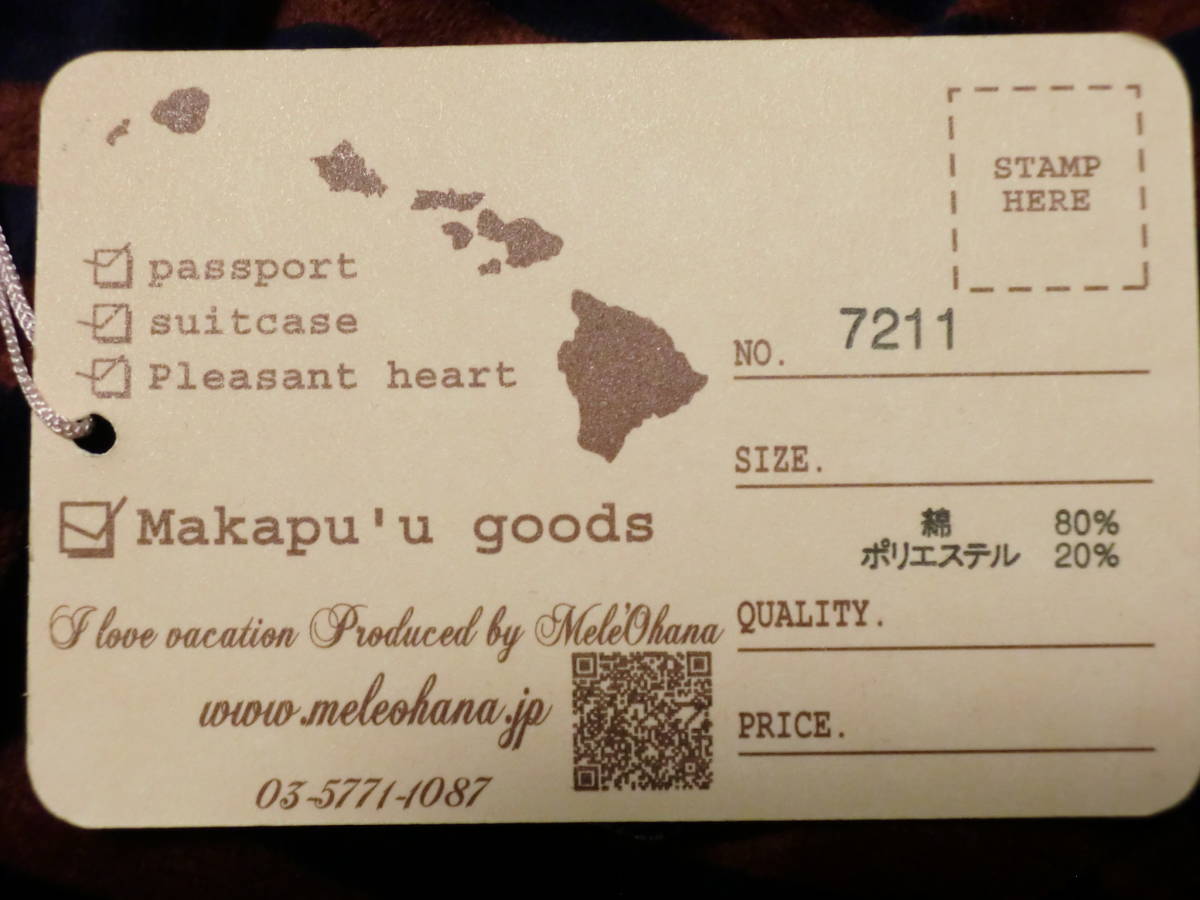 passport
suitcase
Pleasant heart
Makapu'u goods
I love vacation Produced by Mele'Ohana
www.meleohana.jp
03-5771-1087
STAMP
HERE
NO. 7211
SIZE.
綿 80%
ポリエステル 20%
QUALITY.
PRICE.